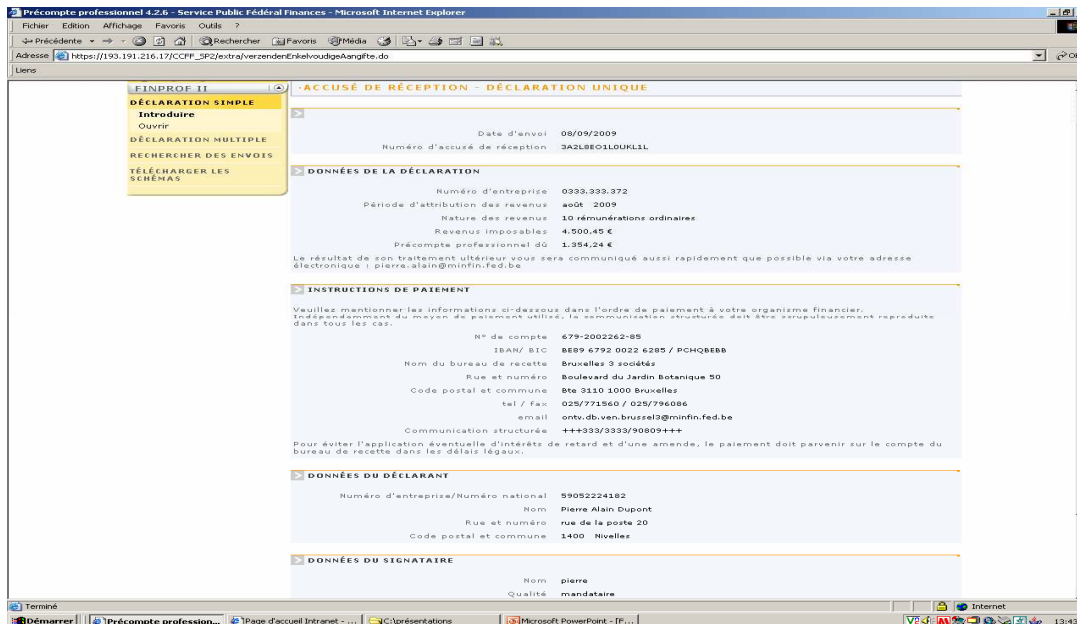 Précompte professionnel 4.2.6 - Service Public Fédéral Finances - Microsoft Internet Explorer
Fichier Edition Affichage Favoris Outils ?
Précédente Rechercher Favoris Média
Adresse https://193.191.216.17/CCFF_SP2/extra/verzendenEnkelvoudigeAangifte.do
Liens
FINPROF II
DÉCLARATION SIMPLE
Introduire
Ouvrir
DÉCLARATION MULTIPLE
RECHERCHER DES ENVOIS
TÉLÉCHARGER LES
SCHÉMAS
ACCUSÉ DE RÉCEPTION - DÉCLARATION UNIQUE
Date d'envoi 08/09/2009
Numéro d'accusé de réception 3A2L8EO1L0UKL1L
DONNÉES DE LA DÉCLARATION
Numéro d'entreprise 0333.333.372
Période d'attribution des revenus août 2009
Nature des revenus 10 rémunérations ordinaires
Revenus imposables 4.500,45 €
Précompte professionnel dû 1.354,24 €
Le résultat de son traitement ultérieur vous sera communiqué aussi rapidement que possible via votre adresse
électronique : pierre.alain@minfin.fed.be
INSTRUCTIONS DE PAIEMENT
Veuillez mentionner les informations ci-dessous dans l'ordre de paiement à votre organisme financier.
Indépendamment du moyen de paiement utilisé, la communication structurée doit être scrupuleusement reproduite
dans tous les cas.
N° de compte 679-2002262-85
IBAN/ BIC BE89 6792 0022 6285 / PCHQBEBB
Nom du bureau de recette Bruxelles 3 sociétés
Rue et numéro Boulevard du Jardin Botanique 50
Code postal et commune Bte 3110 1000 Bruxelles
tel / fax 025/771560 / 025/796086
email ontv.db.ven.brussel3@minfin.fed.be
Communication structurée +++333/3333/90809+++
Pour éviter l'application éventuelle d'intérêts de retard et d'une amende, le paiement doit parvenir sur le compte du
bureau de recette dans les délais légaux.
DONNÉES DU DÉCLARANT
Numéro d'entreprise/Numéro national 59052224182
Nom Pierre Alain Dupont
Rue et numéro rue de la poste 20
Code postal et commune 1400 Nivelles
DONNÉES DU SIGNATAIRE
Nom pierre
Qualité mandataire
Terminé Internet
Démarrer Précompte profession... Page d'accueil Intranet - ... C:\présentations Microsoft PowerPoint - [F... 13:43